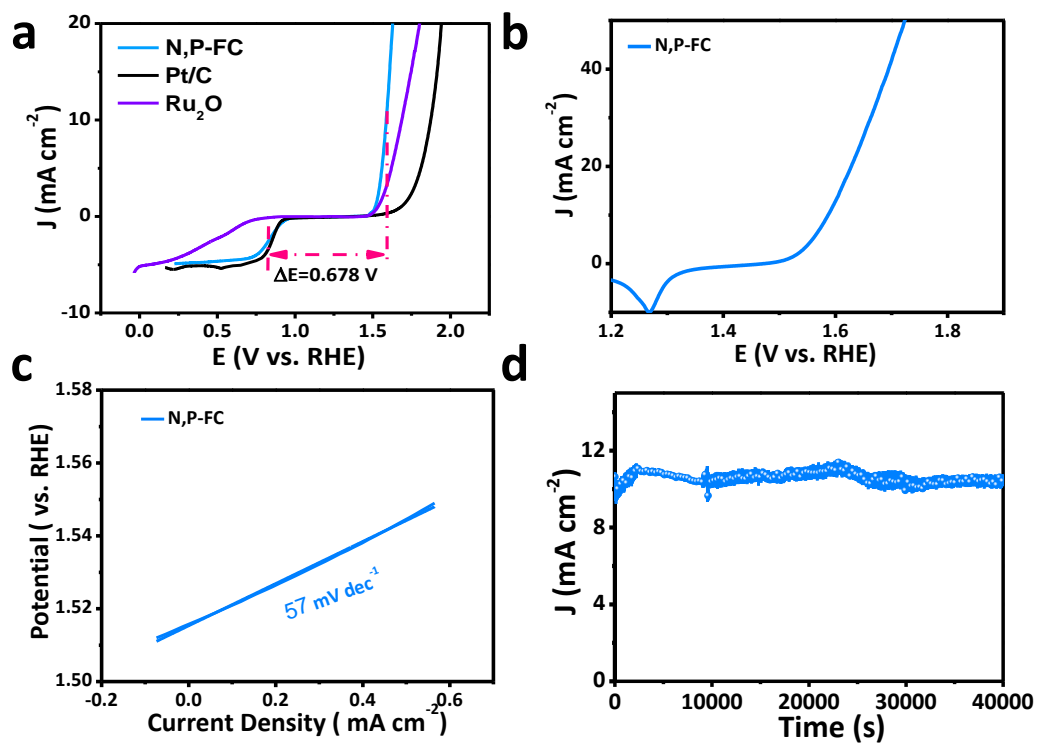 a
20
10
0
-10
J (mA cm-2)
N,P-FC
Pt/C
Ru2O
ΔE=0.678 V
0.0 0.5 1.0 1.5 2.0
E (V vs. RHE)
b
40
20
0
J (mA cm-2)
N,P-FC
1.2 1.4 1.6 1.8
E (V vs. RHE)
c
1.58
1.56
1.54
1.52
1.50
Potential ( vs. RHE)
N,P-FC
57 mV dec-1
-0.2 0.0 0.2 0.4 0.6
Current Density ( mA cm-2)
d
12
8
4
0
J (mA cm-2)
0 10000 20000 30000 40000
Time (s)